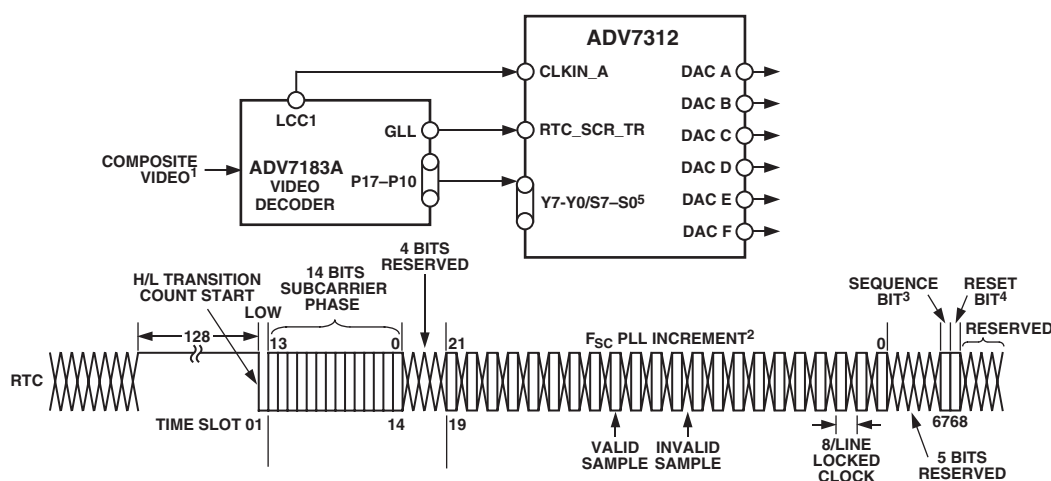 ADV7312
CLKIN_A
DAC A
DAC B
LCC1
GLL
RTC_SCR_TR
DAC C
COMPOSITE
VIDEO1
ADV7183A
VIDEO
DECODER
P17–P10
DAC D
Y7-Y0/S7–S05
DAC E
DAC F
H/L TRANSITION
COUNT START
LOW
14 BITS
SUBCARRIER
PHASE
4 BITS
RESERVED
SEQUENCE
BIT3
RESET
BIT4
RESERVED
128
13
0
21
FSC PLL INCREMENT2
0
RTC
TIME SLOT 01
14
19
6768
VALID
SAMPLE
INVALID
SAMPLE
8/LINE
LOCKED
CLOCK
5 BITS
RESERVED